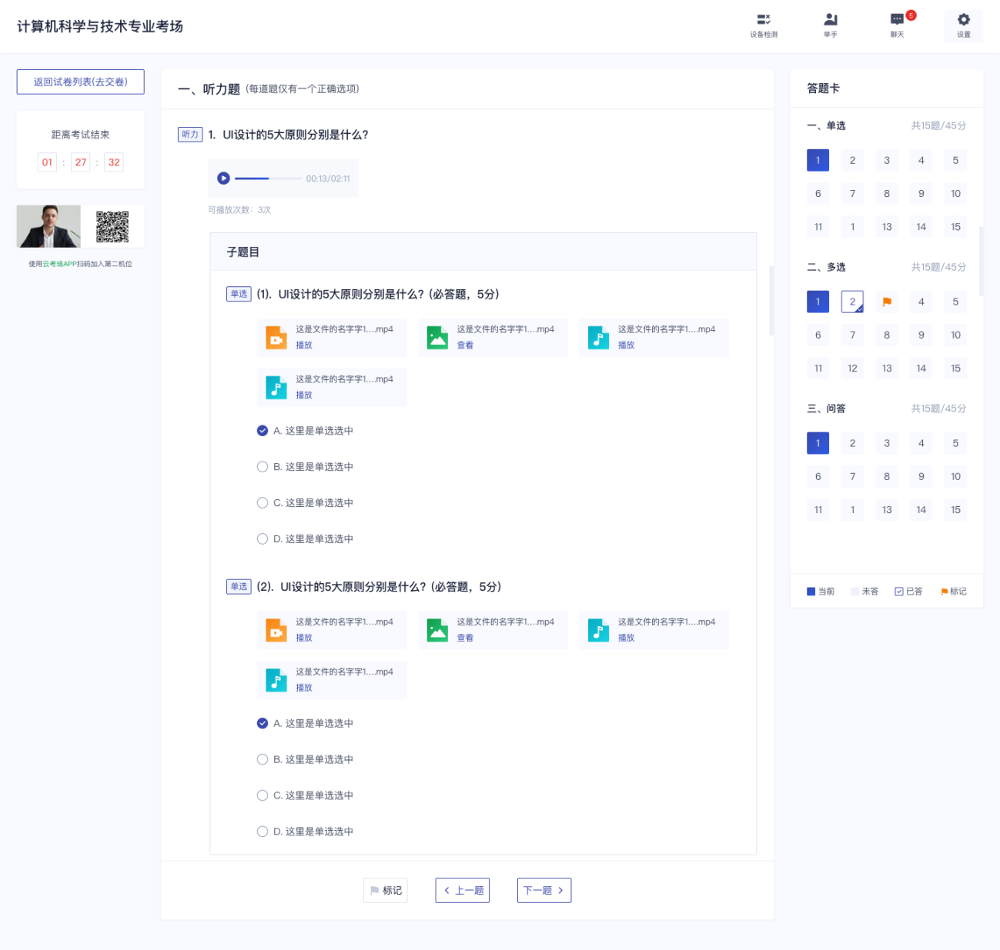 计算机科学与技术专业考场
设备检测
举手
聊天
5
设置
返回试卷列表(去交卷)
距离考试结束
01 : 27 : 32
使用云考场APP扫码加入第二机位
一、听力题 (每道题仅有一个正确选项)
听力 1. UI设计的5大原则分别是什么?
00:13/02:11
可播放次数：3次
子题目
单选 (1). UI设计的5大原则分别是什么?（必答题，5分）
这是文件的名字字1....mp4
播放
这是文件的名字字1....mp4
查看
这是文件的名字字1....mp4
播放
这是文件的名字字1....mp4
播放
A. 这里是单选选中
B. 这里是单选选中
C. 这里是单选选中
D. 这里是单选选中
单选 (2). UI设计的5大原则分别是什么?（必答题，5分）
这是文件的名字字1....mp4
播放
这是文件的名字字1....mp4
查看
这是文件的名字字1....mp4
播放
这是文件的名字字1....mp4
播放
A. 这里是单选选中
B. 这里是单选选中
C. 这里是单选选中
D. 这里是单选选中
标记
上一题
下一题
答题卡
一、单选 共15题/45分
1 2 3 4 5
6 7 8 9 10
11 1 13 14 15
二、多选 共15题/45分
1 2 4 5
6 7 8 9 10
11 12 13 14 15
三、问答 共15题/45分
1 2 3 4 5
6 7 8 9 10
11 1 13 14 15
当前 未答 已答 标记